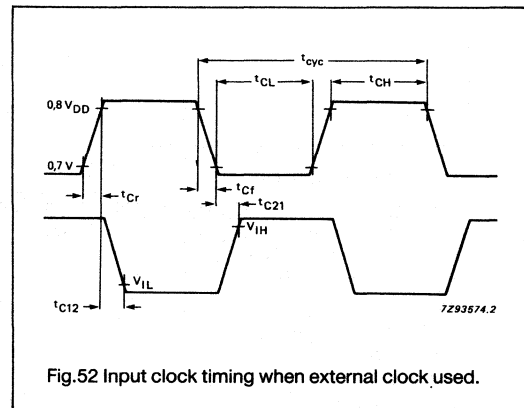 tcyc
tCL
tCH
0,8 VDD
0,7 V
tCr
tCf
tC21
VIH
VIL
tC12
7Z93574.2
Fig.52 Input clock timing when external clock used.